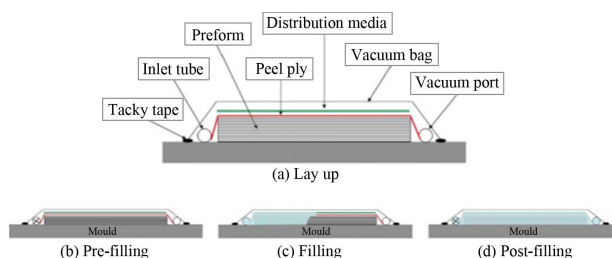 Distribution media
Preform
Vacuum bag
Inlet tube
Peel ply
Vacuum port
Tacky tape
(a) Lay up
Mould
Mould
Mould
(b) Pre-filling
(c) Filling
(d) Post-filling